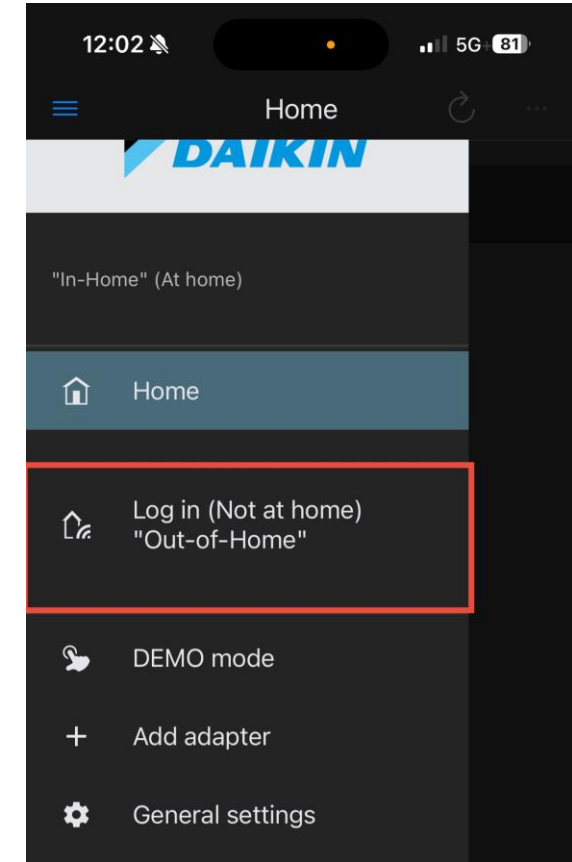 12:02
5G+ 81
Home
DAIKIN
"In-Home" (At home)
Home
Log in (Not at home)
"Out-of-Home"
DEMO mode
Add adapter
General settings